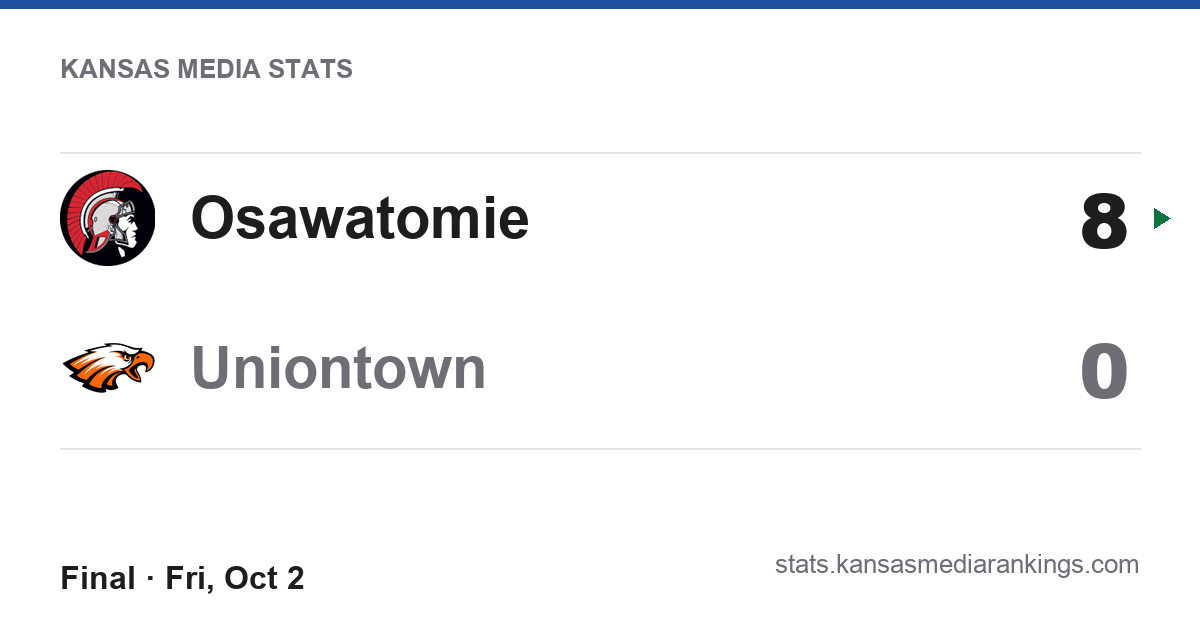 KANSAS MEDIA STATS
Osawatomie 8
Uniontown 0
Final · Fri, Oct 2
stats.kansasmediarankings.com